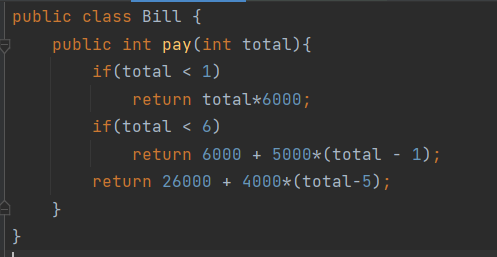 public class Bill {
    public int pay(int total){
        if(total < 1)
            return total*6000;
        if(total < 6)
            return 6000 + 5000*(total - 1);
        return 26000 + 4000*(total-5);
    }
}